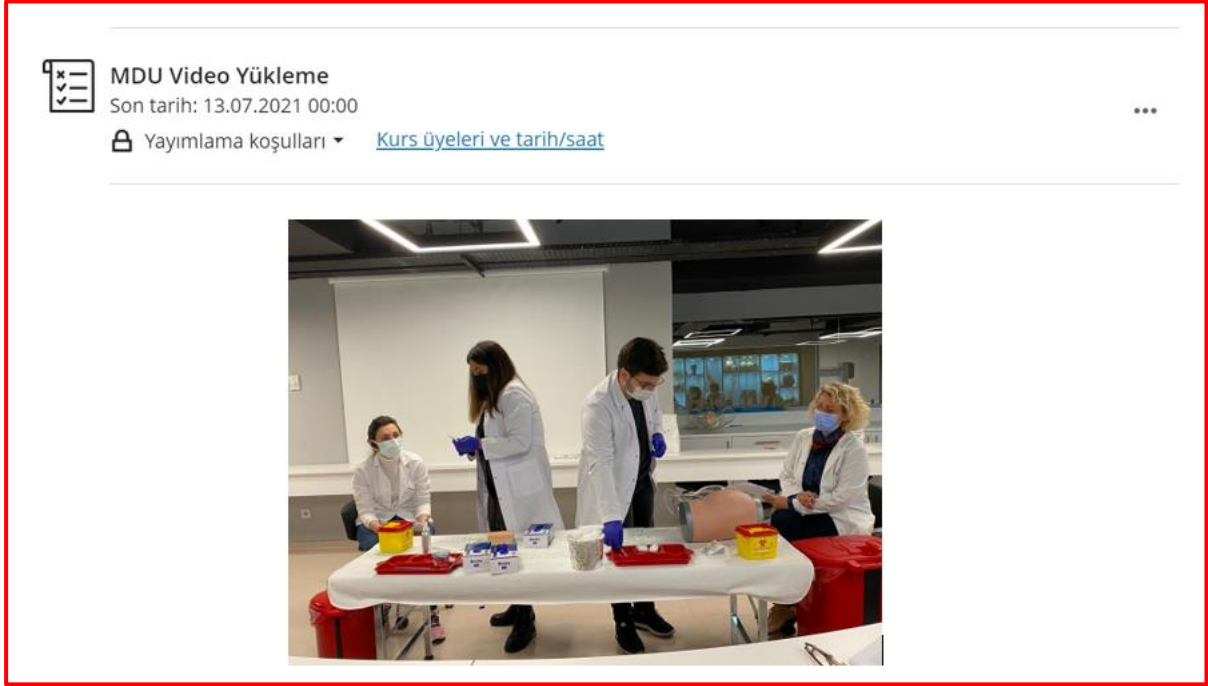 MDU Video Yükleme
Son tarih: 13.07.2021 00:00
Yayımlama koşulları Kurs üyeleri ve tarih/saat